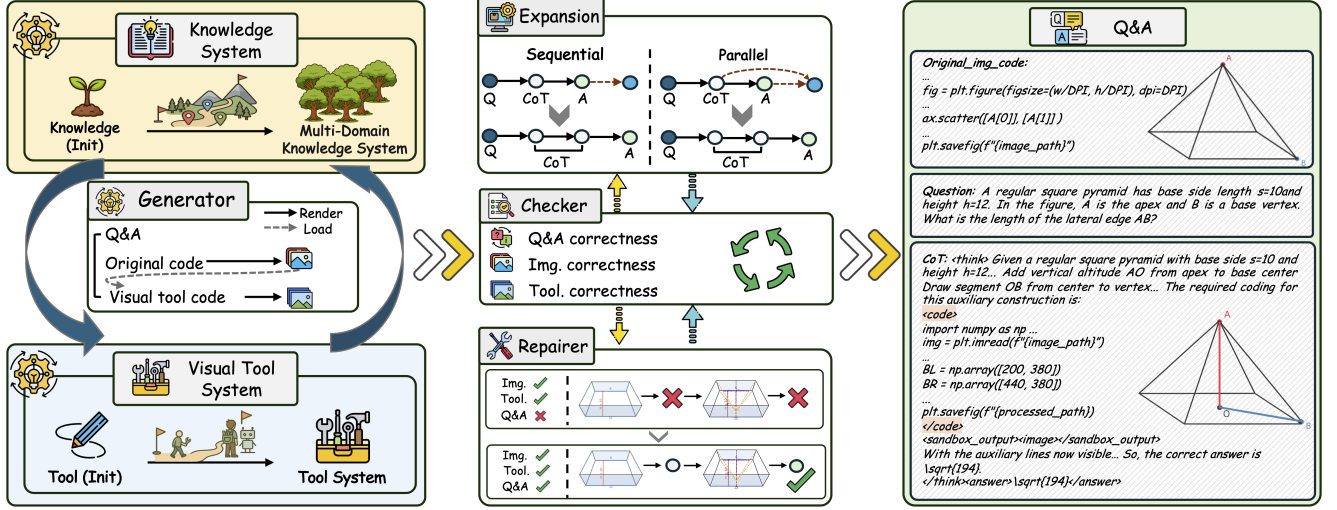 Knowledge
System
Knowledge
(Init)
Multi-Domain
Knowledge System
Generator
Q&A
Original code
Visual tool code
Render
Load
Visual Tool
System
Tool (Init)
Tool System
Expansion
Sequential
Parallel
Q
CoT
A
Q
CoT
A
Q
CoT
A
Q
CoT
A
Checker
Q&A correctness
Img. correctness
Tool. correctness
Repairer
Img.
Tool.
Q&A
Img.
Tool.
Q&A
Q
A
Q&A
Original_img_code:
...
fig = plt.figure(figsize=(w/DPI, h/DPI), dpi=DPI)
...
ax.scatter([A[0]], [A[1]] )
...
plt.savefig(f"{image_path}")
A
B
Question: A regular square pyramid has base side length s=10and
height h=12. In the figure, A is the apex and B is a base vertex.
What is the length of the lateral edge AB?
CoT: <think> Given a regular square pyramid with base side s=10 and
height h=12... Add vertical altitude AO from apex to base center
Draw segment OB from center to vertex... The required coding for
this auxiliary construction is:
<code>
import numpy as np ...
img = plt.imread(f"{image_path}")
...
BL = np.array([200, 380])
BR = np.array([440, 380])
...
plt.savefig(f"{processed_path})
</code>
<sandbox_output><image></sandbox_output>
With the auxiliary lines now visible... So, the correct answer is
\sqrt{194}.
</think><answer>\sqrt{194}</answer>
A
O
B